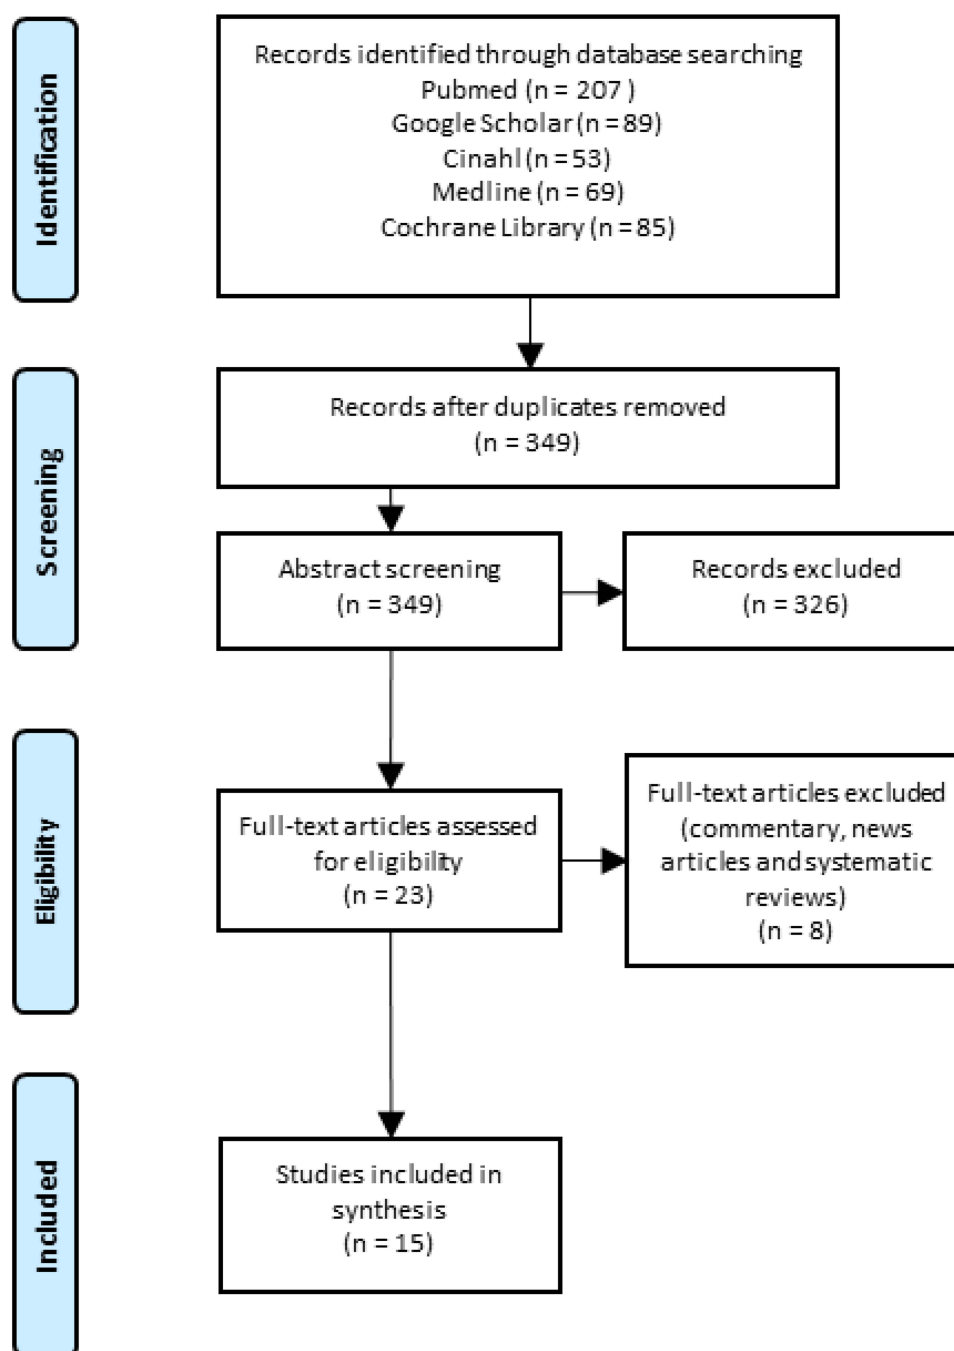 Identification
Records identified through database searching
Pubmed (n = 207 )
Google Scholar (n = 89)
Cinahl (n = 53)
Medline (n = 69)
Cochrane Library (n = 85)
Screening
Records after duplicates removed
(n = 349)
Abstract screening
(n = 349)
Records excluded
(n = 326)
Eligibility
Full-text articles assessed
for eligibility
(n = 23)
Full-text articles excluded
(commentary, news
articles and systematic
reviews)
(n = 8)
Included
Studies included in
synthesis
(n = 15)